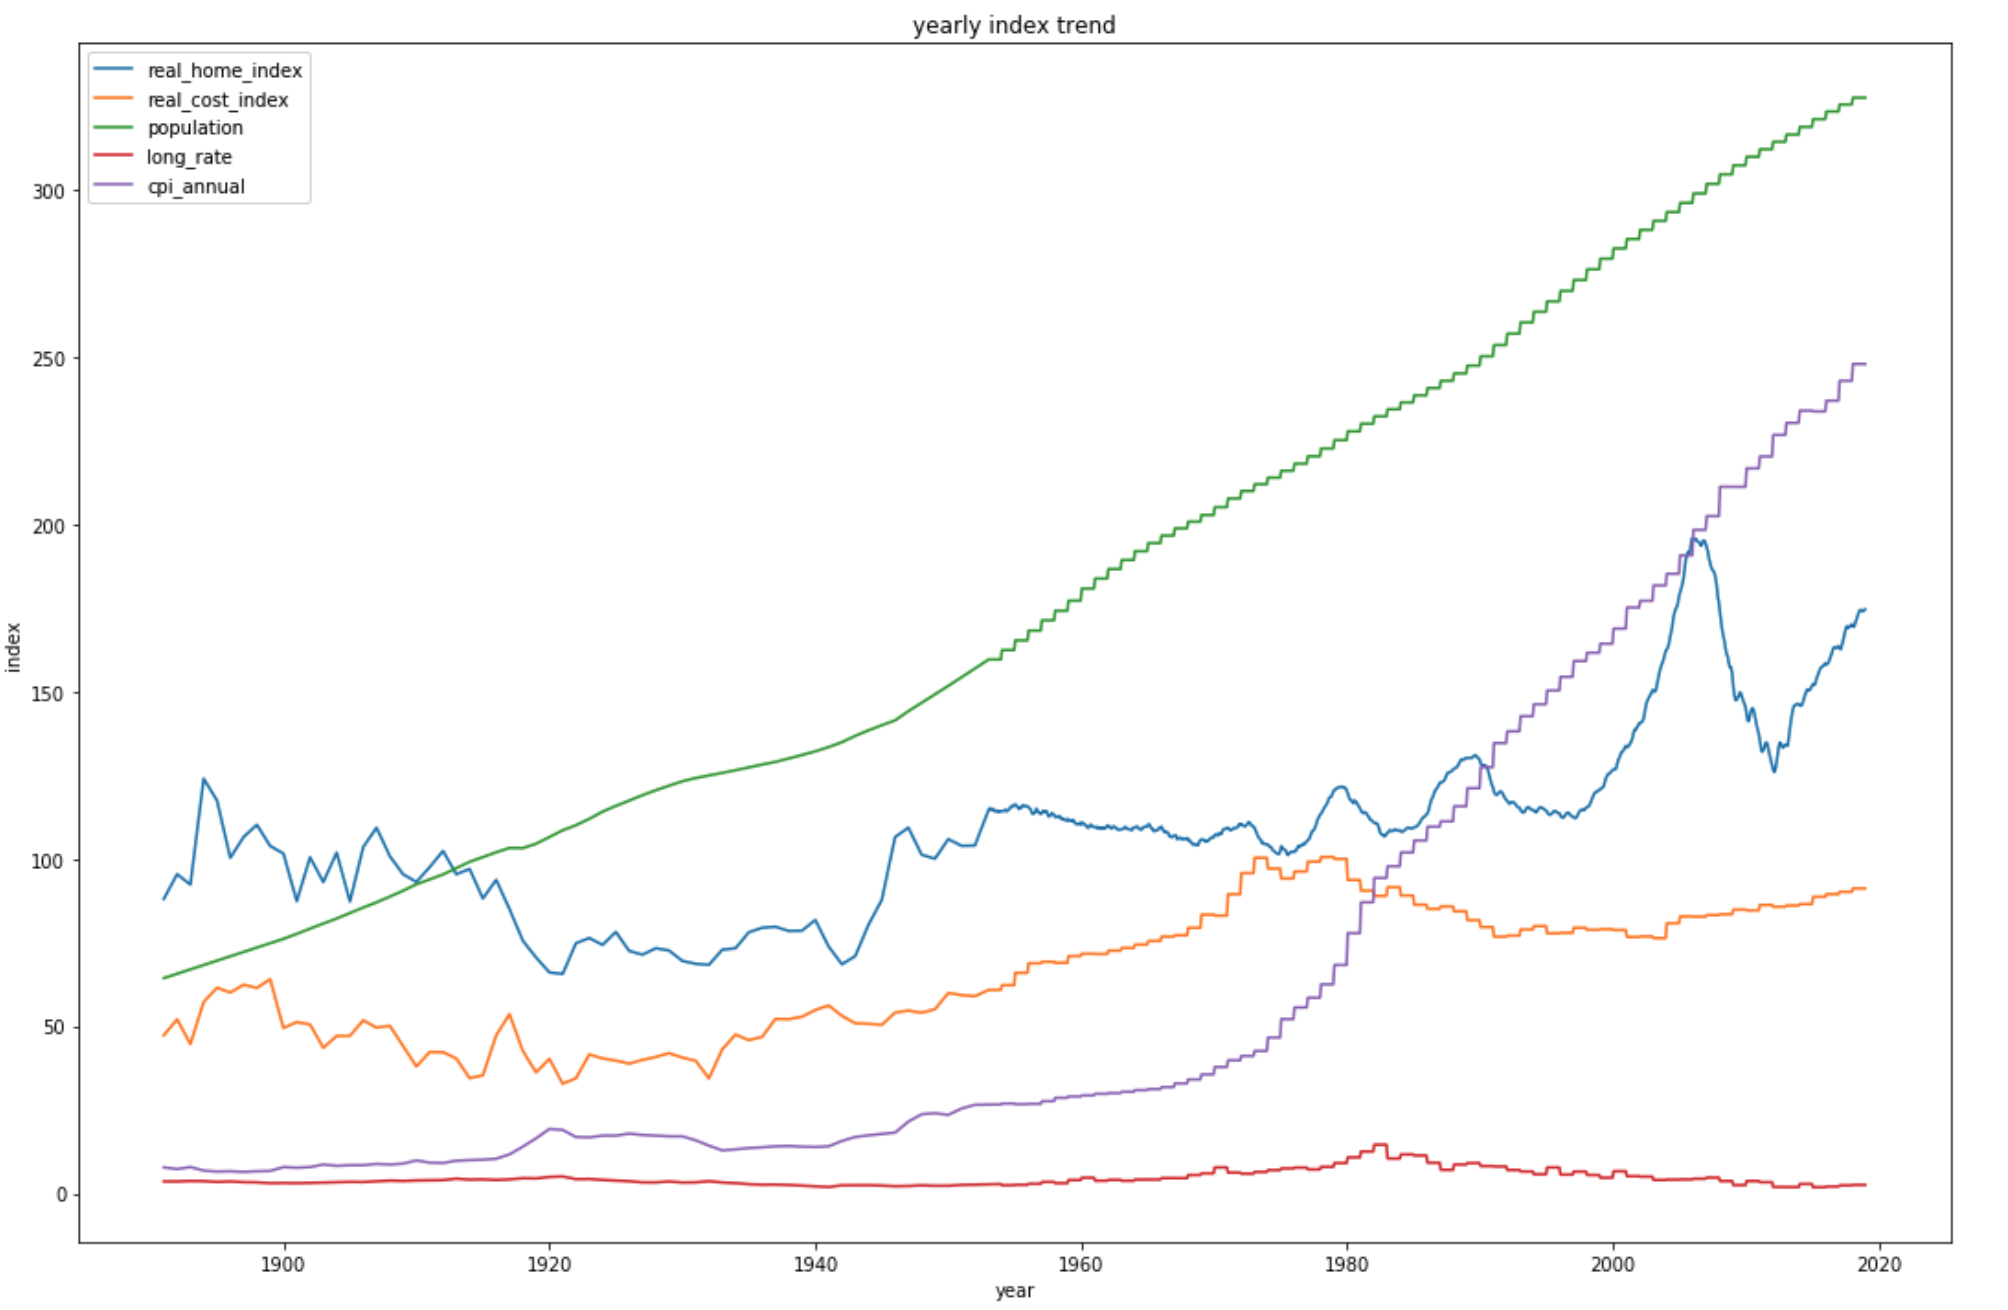 yearly index trend
real_home_index
real_cost_index
population
long_rate
cpi_annual
300
250
200
150
100
50
0
index
1900 1920 1940 1960 1980 2000 2020
year